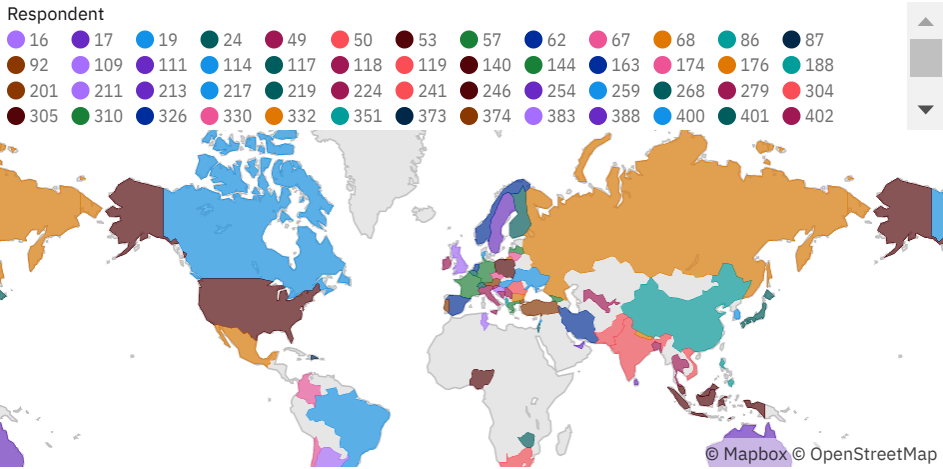 Respondent
16 17 19 24 49 50 53 57 62 67 68 86 87
92 109 111 114 117 118 119 140 144 163 174 176 188
201 211 213 217 219 224 241 246 254 259 268 279 304
305 310 326 330 332 351 373 374 383 388 400 401 402
© Mapbox © OpenStreetMap